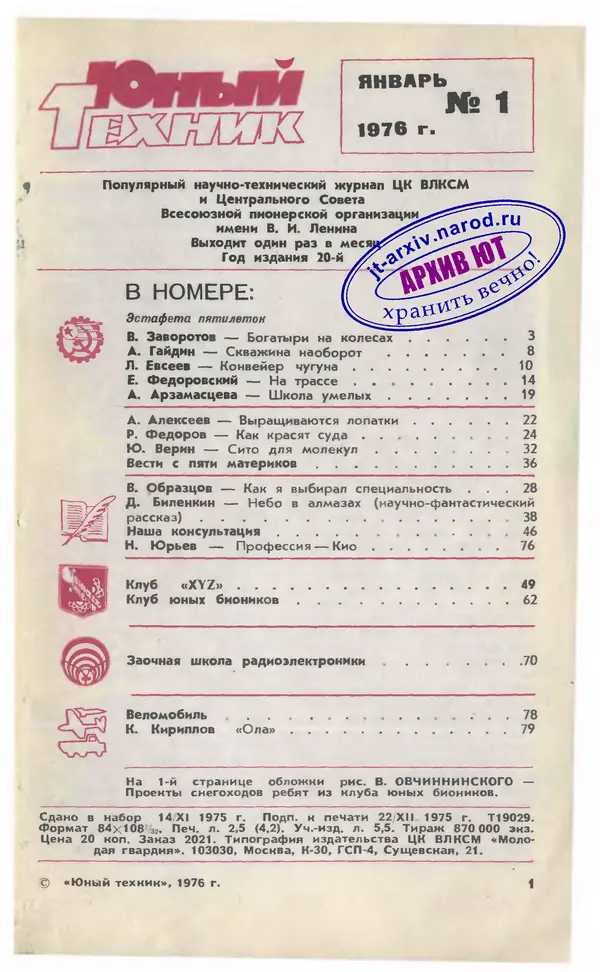 Юный
Техник
ЯНВАРЬ
№ 1
1976 г.
Популярный научно-технический журнал ЦК ВЛКСМ
и Центрального Совета
Всесоюзной пионерской организации
имени В. И. Ленина
Выходит один раз в месяц
Год издания 20-й
jt-arxiv.narod.ru
АРХИВ ЮТ
хранить вечно!
В НОМЕРЕ:
Эстафета пятилеток
В. Заворотов — Богатыри на колесах . . . . . . . 3
А. Гайдин — Скважина наоборот . . . . . . . . 8
Л. Евсеев — Конвейер чугуна . . . . . . . . . 10
Е. Федоровский — На трассе . . . . . . . . . 14
А. Арзамасцева — Школа умелых . . . . . . . . 19
А. Алексеев — Выращиваются лопатки . . . . . . 22
Р. Федоров — Как красят суда . . . . . . . . 24
Ю. Верин — Сито для молекул . . . . . . . . 32
Вести с пяти материков . . . . . . . . . . . 36
В. Образцов — Как я выбирал специальность . . . 28
Д. Биленкин — Небо в алмазах (научно-фантастический
рассказ) . . . . . . . . . . . . . . . . . 38
Наша консультация . . . . . . . . . . . . . 46
Н. Юрьев — Профессия — Кио . . . . . . . . 76
Клуб «XYZ» . . . . . . . . . . . . . . . 49
Клуб юных биоников . . . . . . . . . . . . 62
Заочная школа радиоэлектроники . . . . . . . .70
Веломобиль . . . . . . . . . . . . . . . 78
К. Кириплов «Ола» . . . . . . . . . . . . 79
На 1-й странице обложки рис. В. ОВЧИННИНСКОГО —
Проекты снегоходов ребят из клуба юных биоников.
Сдано в набор 14/XI 1975 г. Подп. к печати 22/XII 1975 г. Т19029.
Формат 84×108 1/32. Печ. л. 2,5 (4,2). Уч.-изд. л. 5,5. Тираж 870 000 экз.
Цена 20 коп. Заказ 2021. Типография издательства ЦК ВЛКСМ «Моло-
дая гвардия». 103030, Москва, К-30, ГСП-4, Сущевская, 21.
© «Юный техник», 1976 г.
1